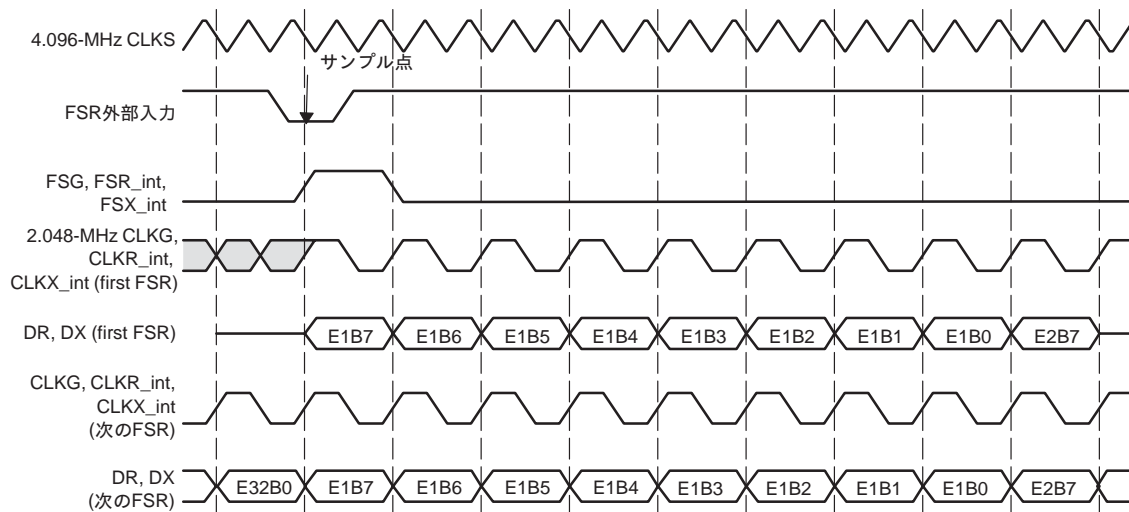 4.096-MHz CLKS
サンプル点
FSR外部入力
FSG, FSR_int,
FSX_int
2.048-MHz CLKG,
CLKR_int,
CLKX_int (first FSR)
DR, DX (first FSR)
E1B7 E1B6 E1B5 E1B4 E1B3 E1B2 E1B1 E1B0 E2B7
CLKG, CLKR_int,
CLKX_int
(次のFSR)
DR, DX
(次のFSR)
E32B0 E1B7 E1B6 E1B5 E1B4 E1B3 E1B2 E1B1 E1B0 E2B7